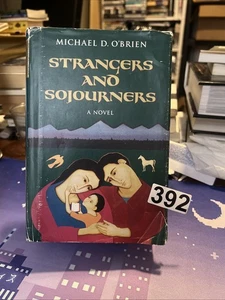 MICHAEL D. O'BRIEN
STRANGERS
AND
SOJOURNERS
A NOVEL
392